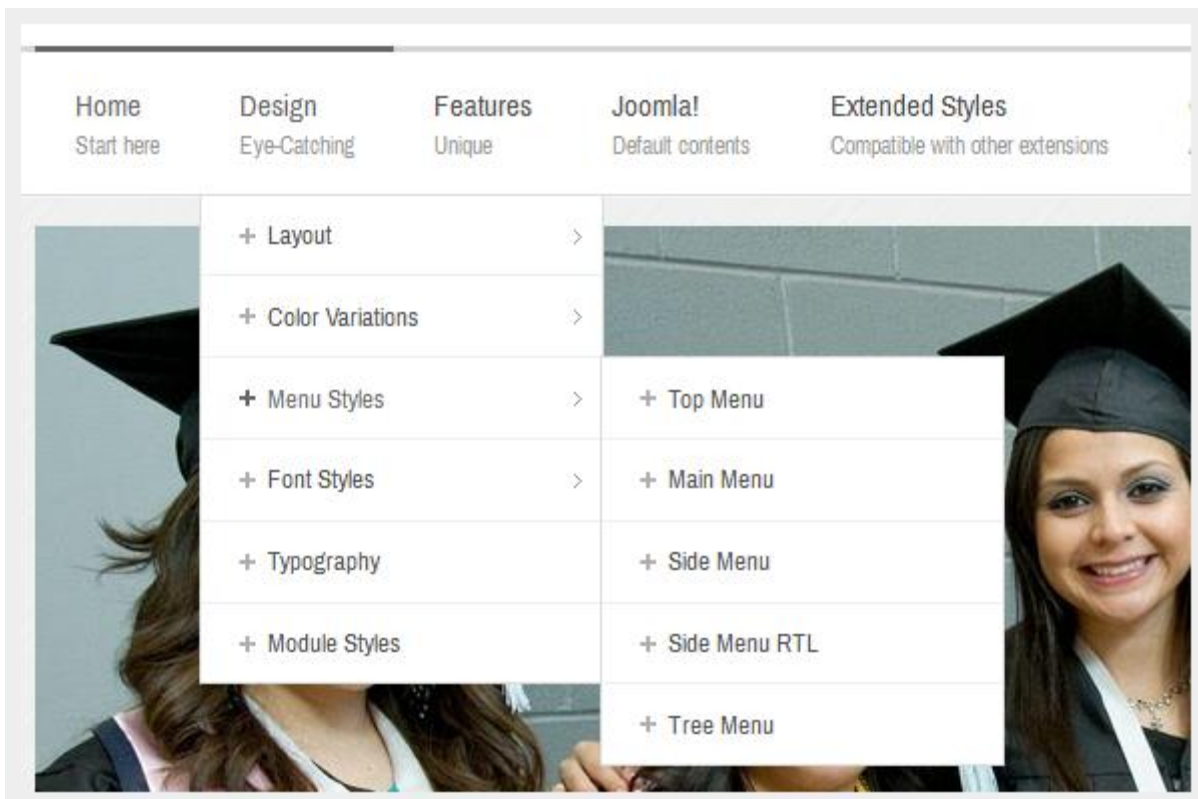 Home Design Features Joomla! Extended Styles
Start here Eye-Catching Unique Default contents Compatible with other extensions
Layout
Color Variations
Menu Styles
Font Styles
Typography
Module Styles
Top Menu
Main Menu
Side Menu
Side Menu RTL
Tree Menu